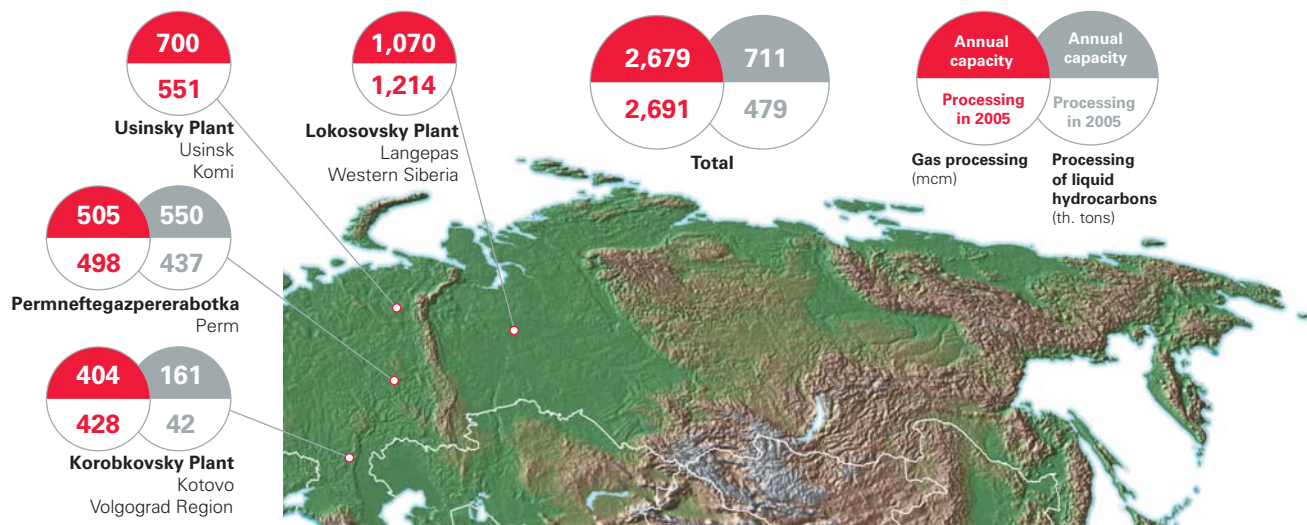 700
551
Usinsky Plant
Usinsk
Komi
1,070
1,214
Lokosovsky Plant
Langepas
Western Siberia
2,679
711
2,691
479
Total
Annual
capacity
Annual
capacity
Processing
in 2005
Processing
in 2005
Gas processing
(mcm)
Processing
of liquid
hydrocarbons
(th. tons)
505
550
498
437
Permneftegazpererabotka
Perm
404
161
428
42
Korobkovsky Plant
Kotovo
Volgograd Region